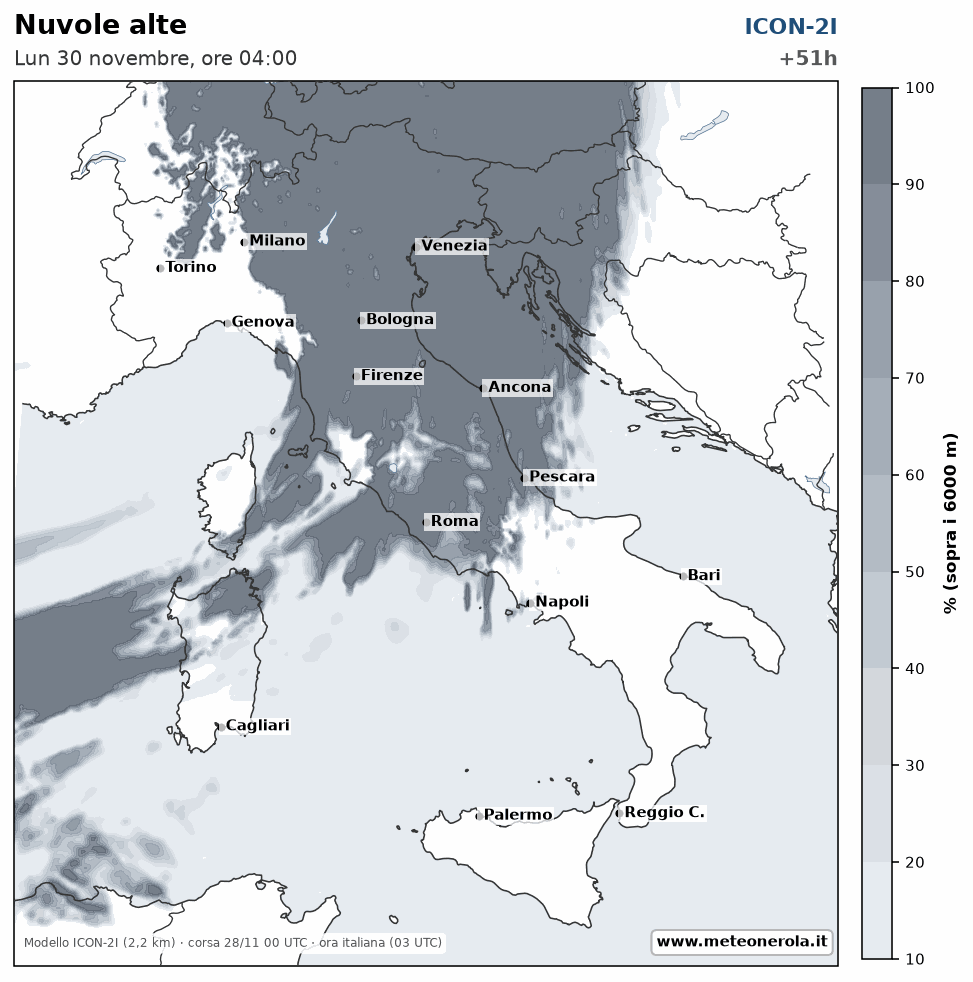 Nuvole alte
ICON-2I
Lun 30 novembre, ore 04:00
+51h
100
90
80
70
60
50
40
30
20
10
% (sopra i 6000 m)
Milano
Venezia
Torino
Genova
Bologna
Firenze
Ancona
Pescara
Roma
Bari
Napoli
Cagliari
Palermo
Reggio C.
Modello ICON-2I (2,2 km) · corsa 28/11 00 UTC · ora italiana (03 UTC)
www.meteonerola.it